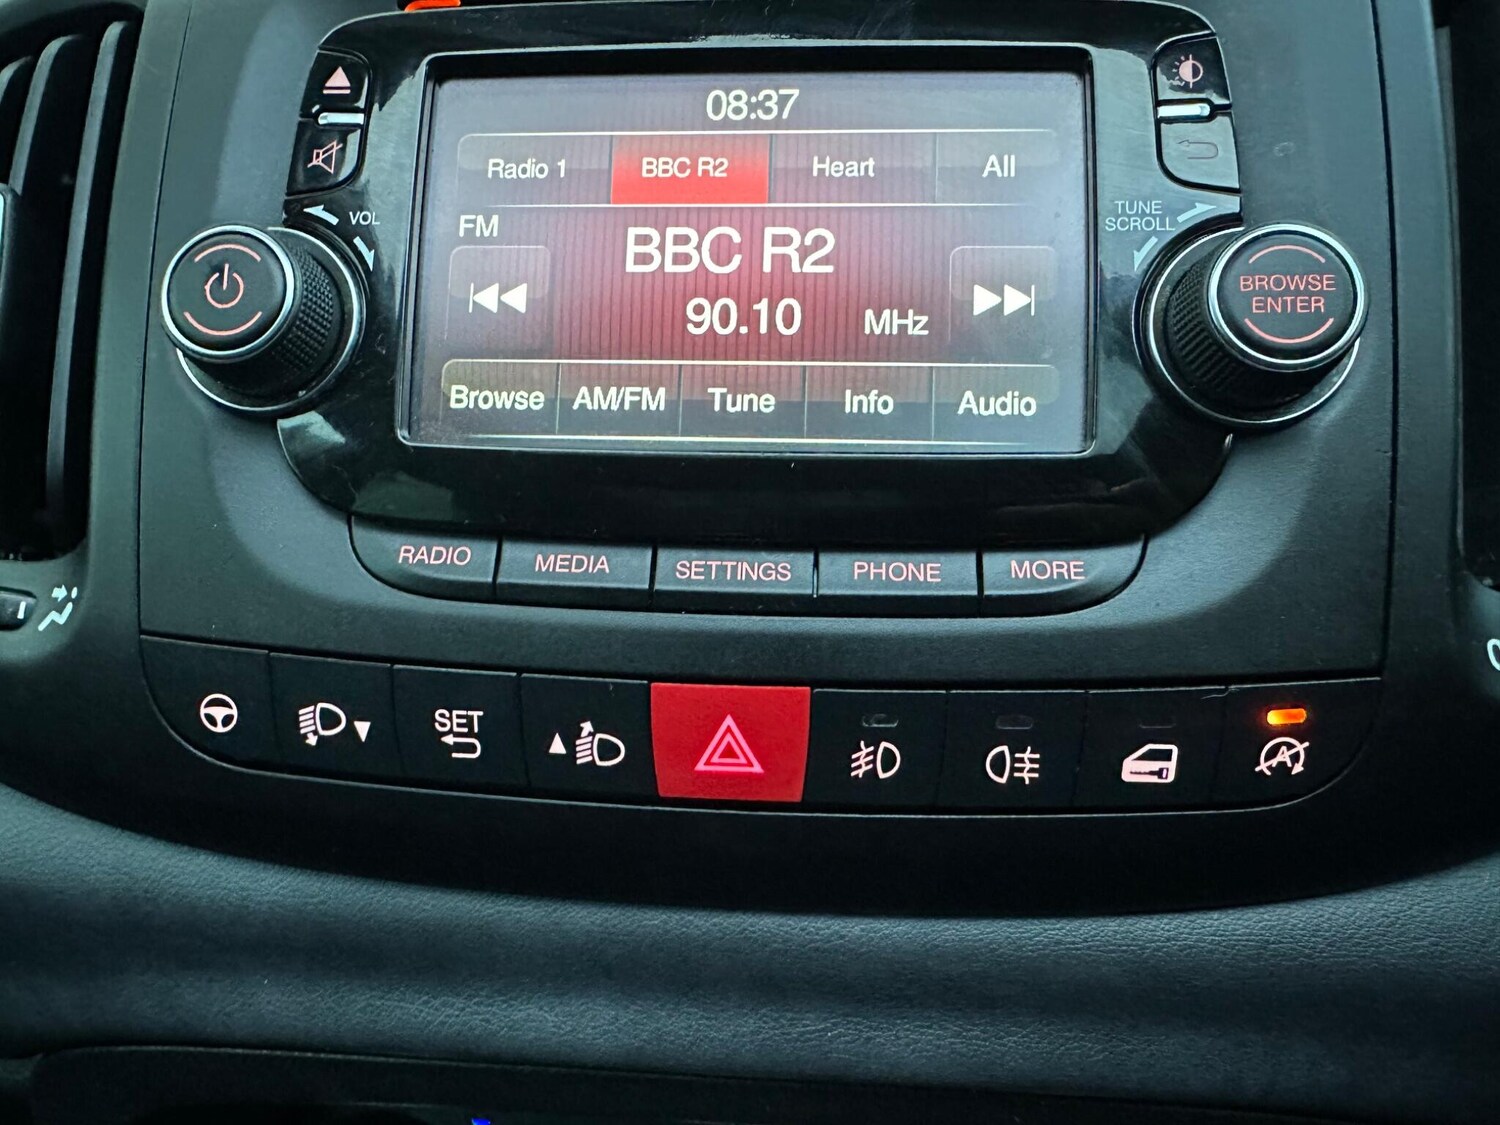 08:37
Radio 1 BBC R2 Heart All
VOL
TUNE
SCROLL
FM
BBC R2
90.10 MHz
BROWSE
ENTER
Browse AM/FM Tune Info Audio
RADIO MEDIA SETTINGS PHONE MORE
SET
A